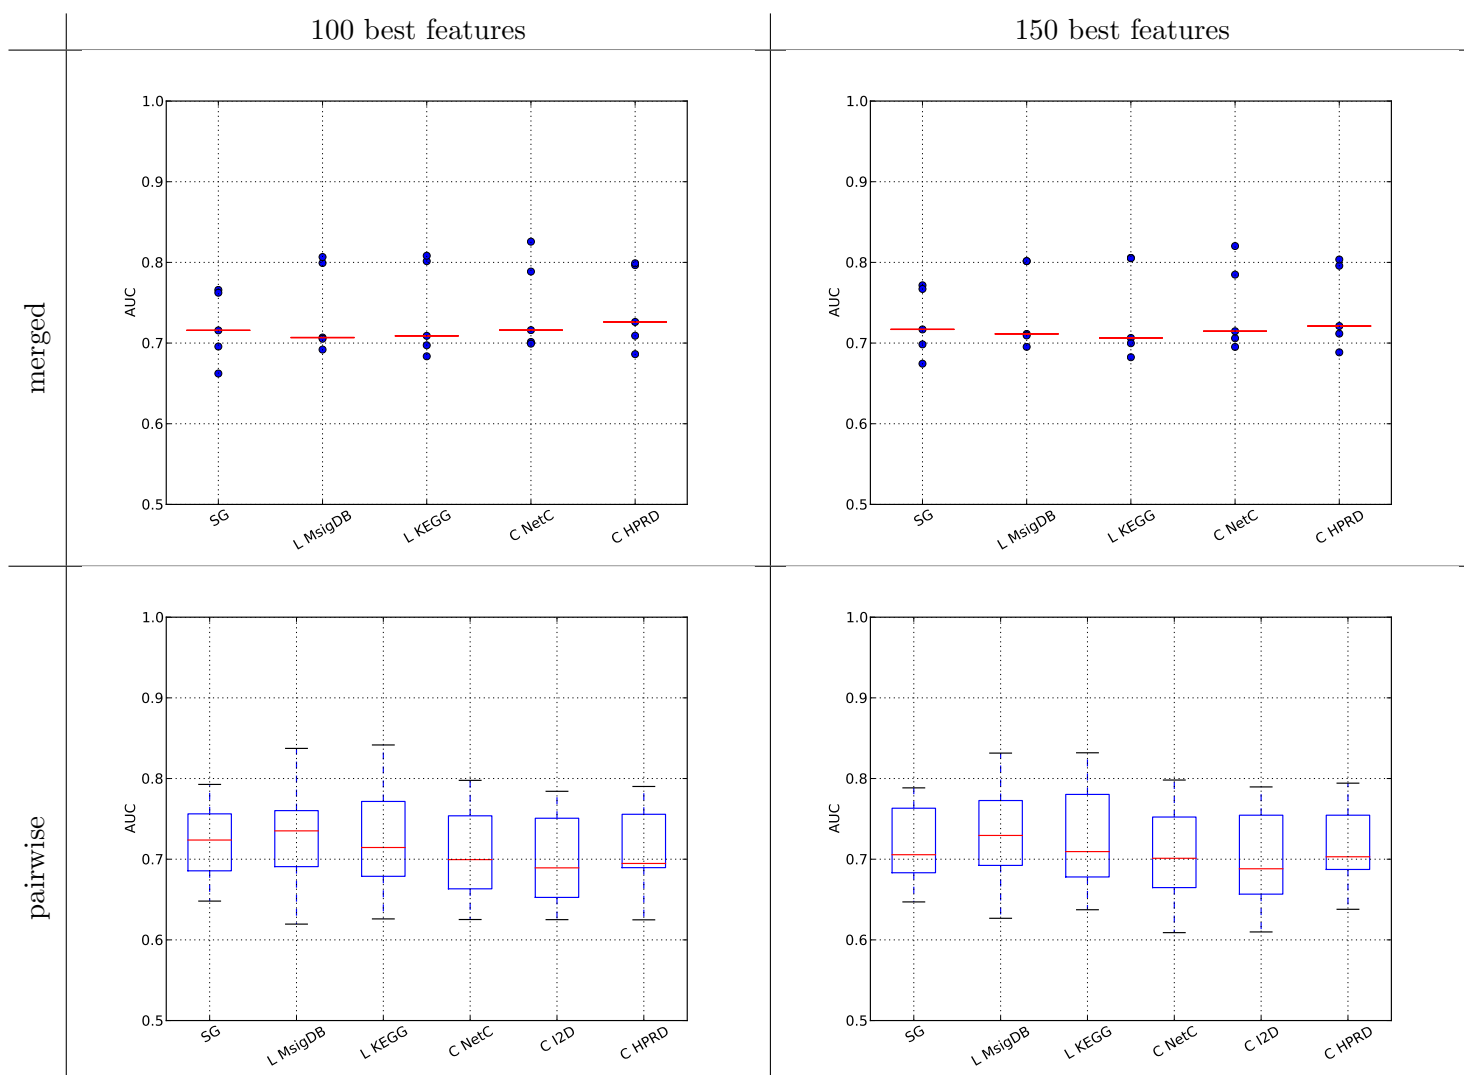 100 best features
150 best features
merged
1.0
0.9
0.8
0.7
0.6
0.5
AUC
SG
L MsigDB
L KEGG
C NetC
C HPRD
1.0
0.9
0.8
0.7
0.6
0.5
AUC
SG
L MsigDB
L KEGG
C NetC
C HPRD
pairwise
1.0
0.9
0.8
0.7
0.6
0.5
AUC
SG
L MsigDB
L KEGG
C NetC
C I2D
C HPRD
1.0
0.9
0.8
0.7
0.6
0.5
AUC
SG
L MsigDB
L KEGG
C NetC
C I2D
C HPRD